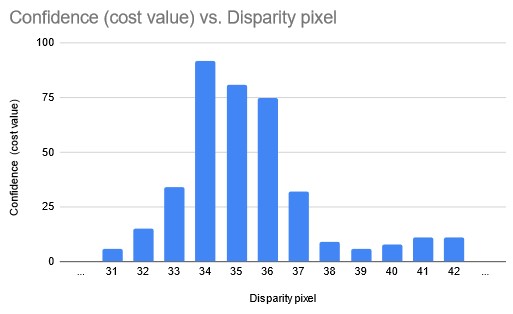 Confidence (cost value) vs. Disparity pixel
100
75
50
25
0
Confidence (cost value)
... 31 32 33 34 35 36 37 38 39 40 41 42 ...
Disparity pixel